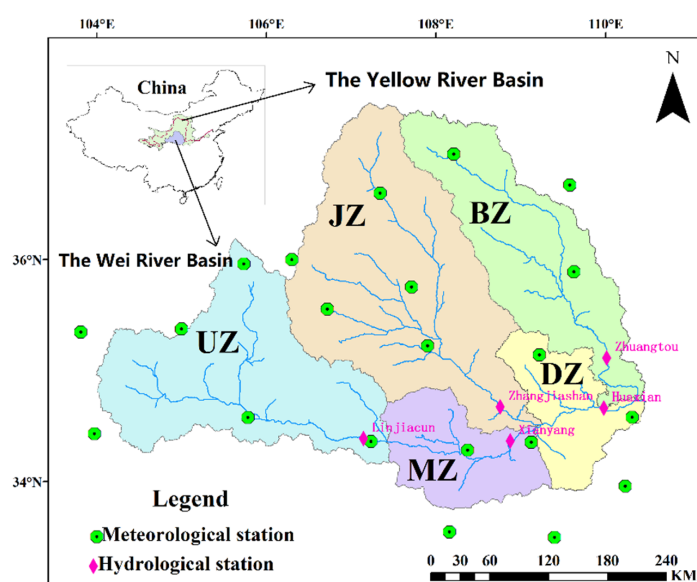 104°E 106°E 108°E 110°E
China
The Yellow River Basin
N
JZ
BZ
36°N
The Wei River Basin
UZ
Zhuangtou
DZ
Zhangjiashan
Huaxian
Linjiacun
Xianyang
MZ
34°N
Legend
Meteorological station
Hydrological station
0 30 60 120 180 240
KM